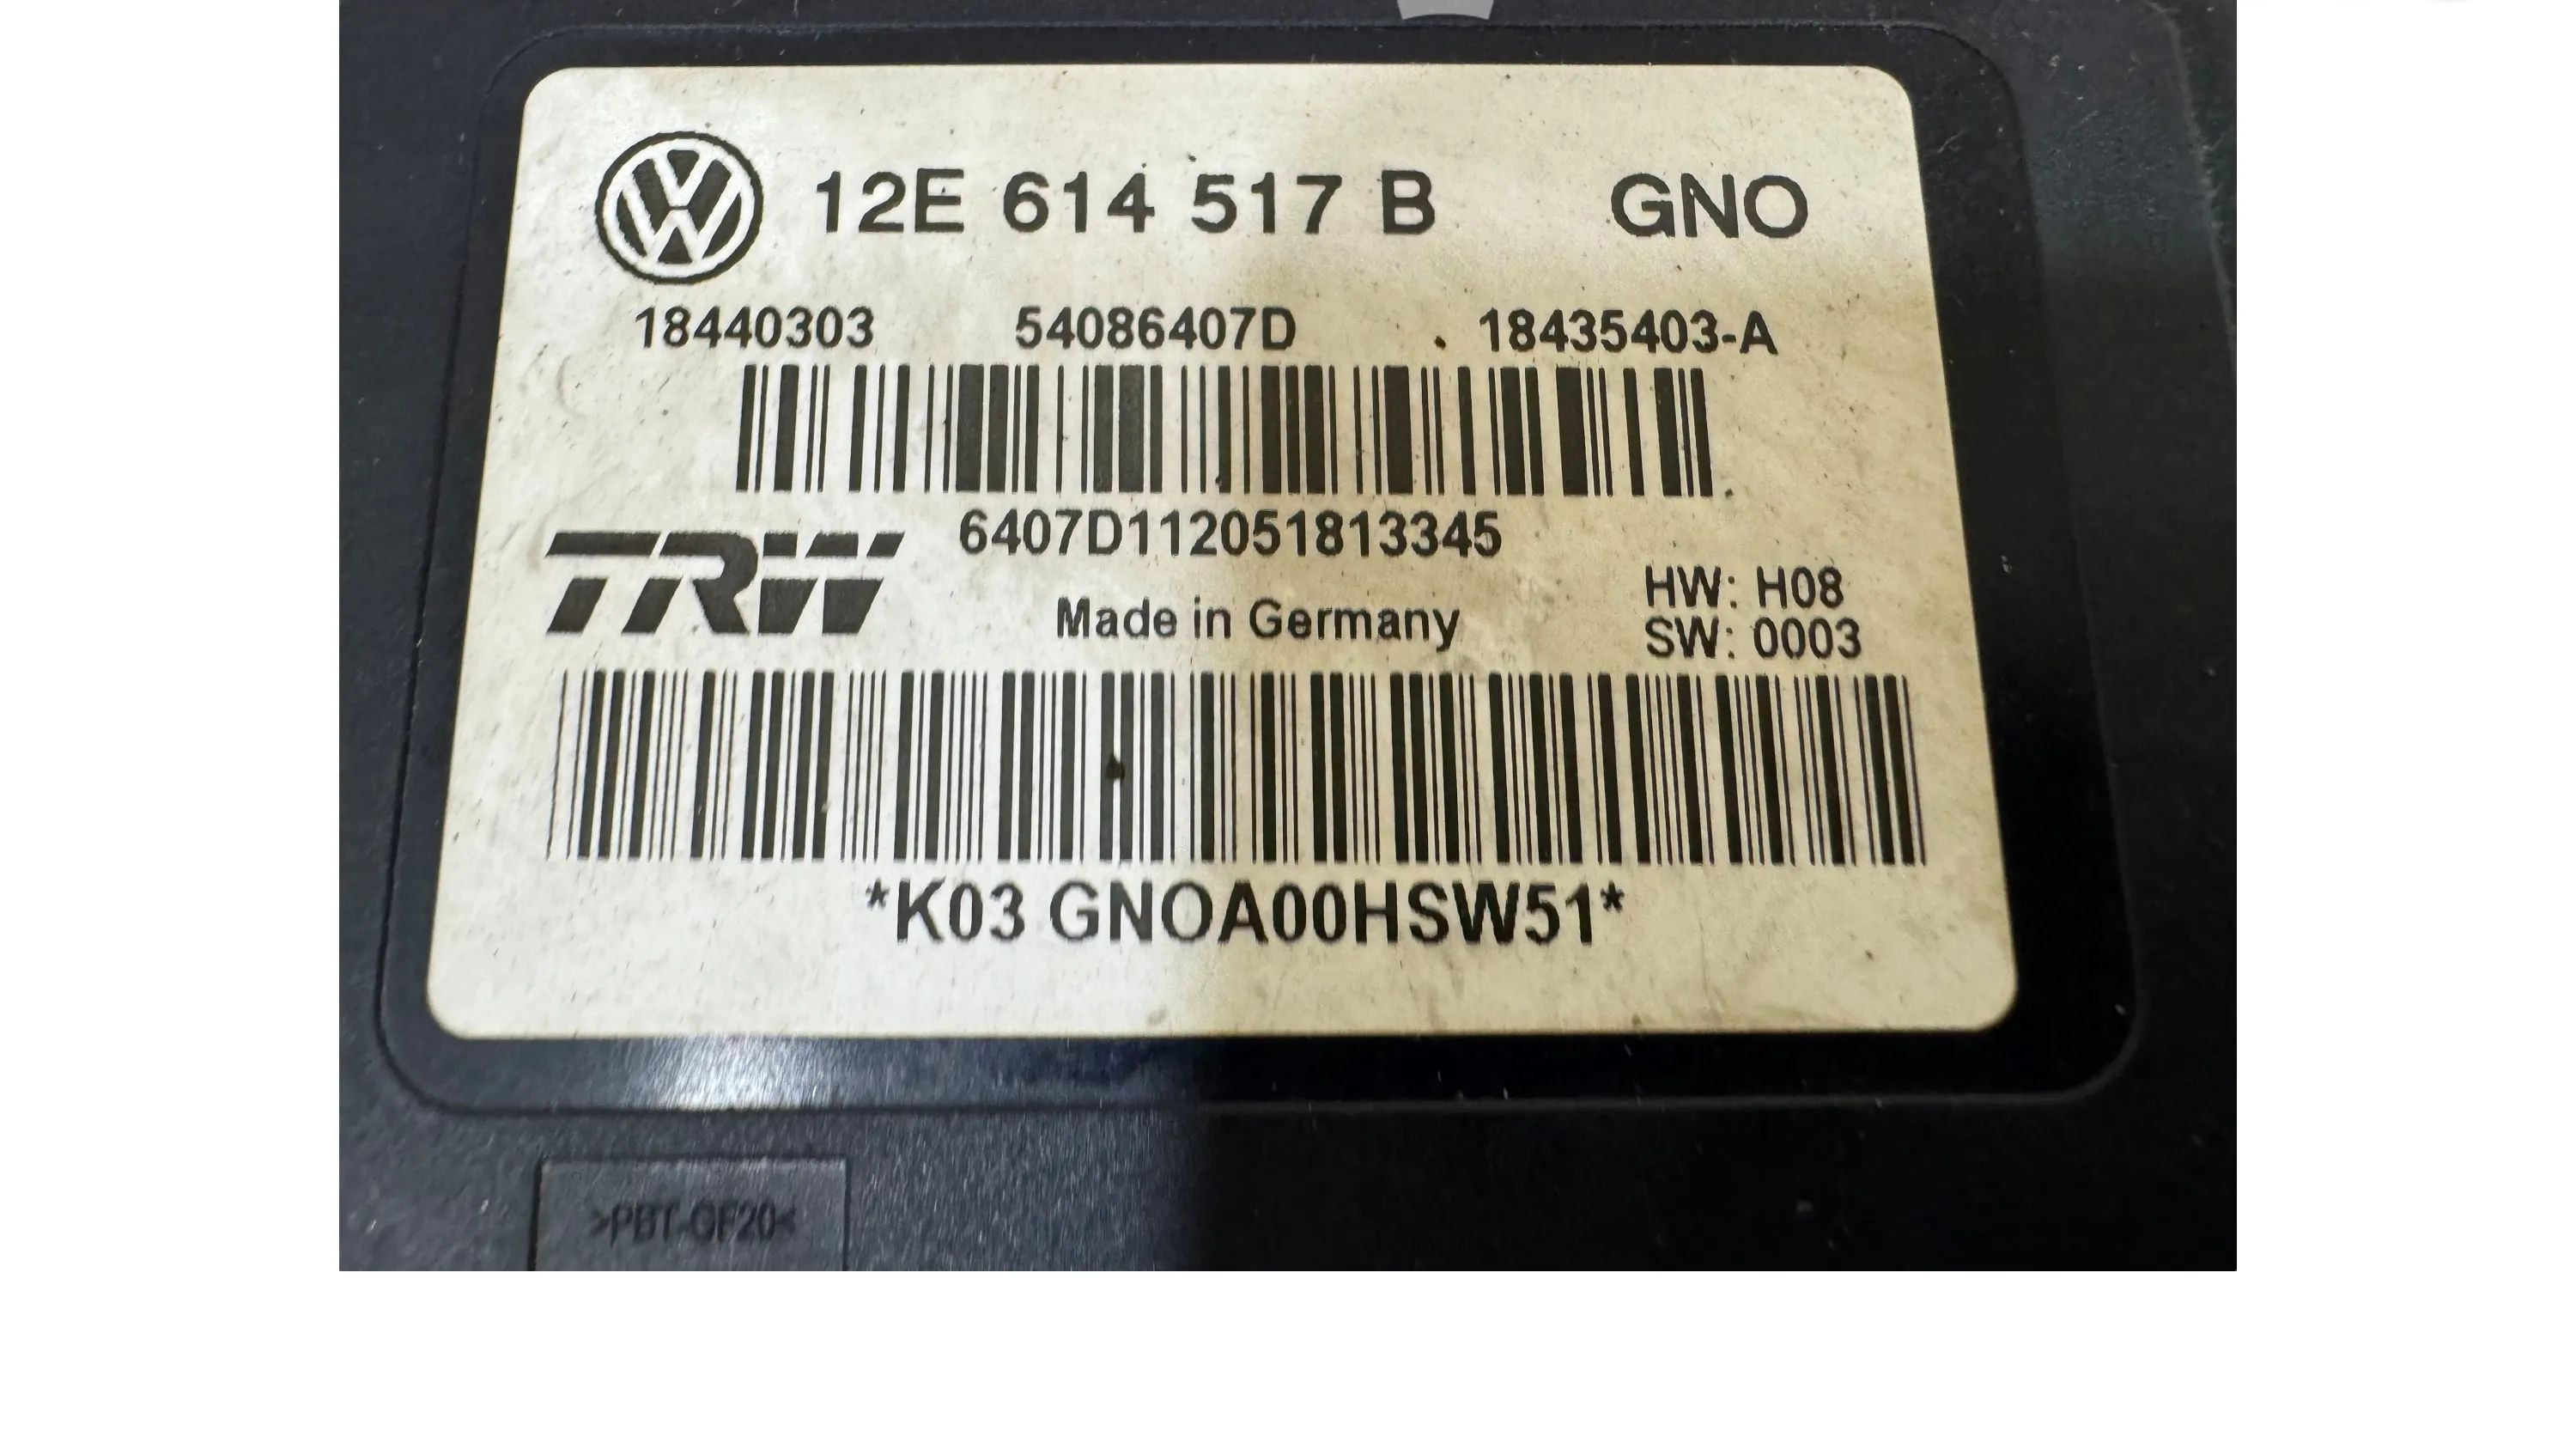 12E 614 517 B GNO
18440303 54086407D 18435403-A
6407D112051813345
TRW
Made in Germany
HW: H08
SW: 0003
*K03 GNOA00HSW51*
>PBT-GF20<